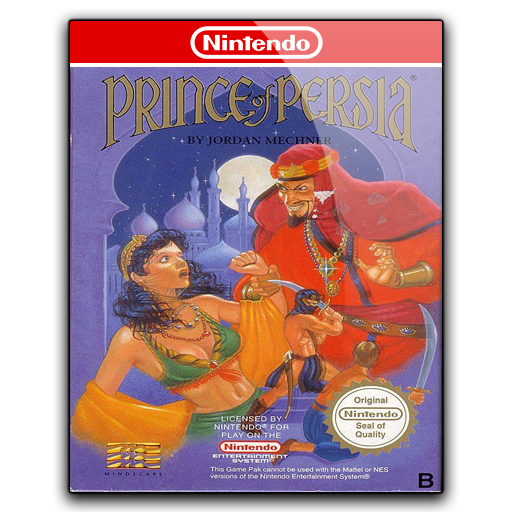 Nintendo
PRINCE of PERSIA®
BY JORDAN MECHNER
Original
Nintendo
Seal of
Quality
LICENSED BY
NINTENDO® FOR
PLAY ON THE
Nintendo
ENTERTAINMENT
SYSTEM®
MINDSCAPE
This Game Pak cannot be used with the Mattel or NES
versions of the Nintendo Entertainment System®
B